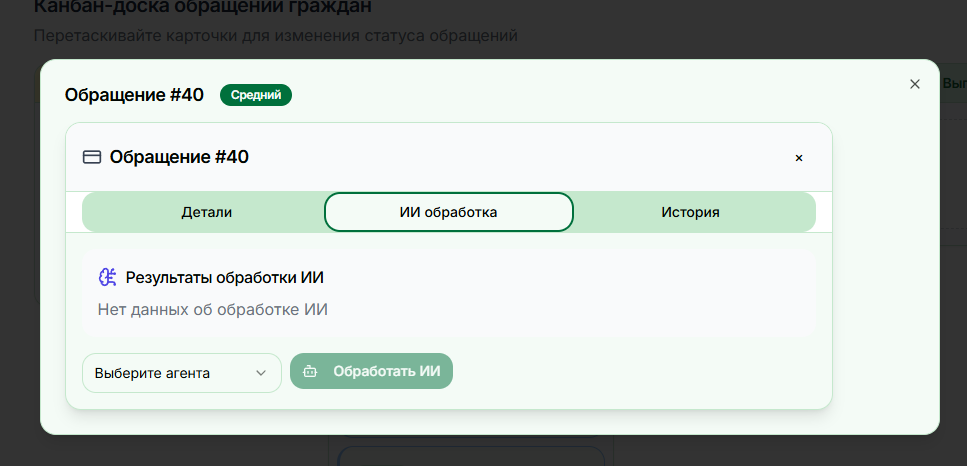 Канбан-доска обращений граждан
Перетаскивайте карточки для изменения статуса обращений
Обращение #40
Средний
Обращение #40
Детали
ИИ обработка
История
Результаты обработки ИИ
Нет данных об обработке ИИ
Выберите агента
Обработать ИИ